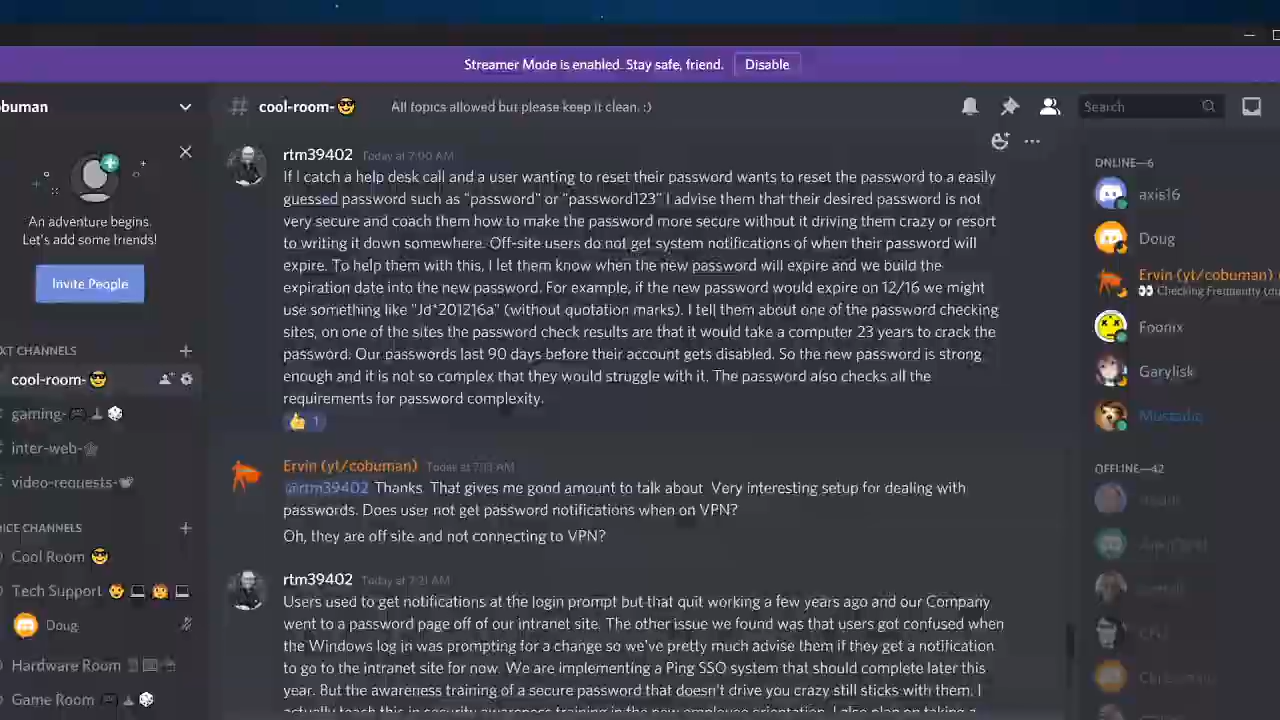 Streamer Mode is enabled. Stay safe, friend.
Disable
obuman
cool-room-😎
All topics allowed but please keep it clean. :)
Search
An adventure begins.
Let's add some friends!
Invite People
XT CHANNELS
cool-room-😎
gaming-
inter-web-
video-requests-
ICE CHANNELS
Cool Room 😎
Tech Support
Doug
Hardware Room
Game Room
rtm39402 Today at 7:00 AM
If I catch a help desk call and a user wanting to reset their password wants to reset the password to a easily
guessed password such as "password" or "password123" I advise them that their desired password is not
very secure and coach them how to make the password more secure without it driving them crazy or resort
to writing it down somewhere. Off-site users do not get system notifications of when their password will
expire. To help them with this, I let them know when the new password will expire and we build the
expiration date into the new password. For example, if the new password would expire on 12/16 we might
use something like "Jd*201216a" (without quotation marks). I tell them about one of the password checking
sites, on one of the sites the password check results are that it would take a computer 23 years to crack the
password. Our passwords last 90 days before their account gets disabled. So the new password is strong
enough and it is not so complex that they would struggle with it. The password also checks all the
requirements for password complexity.
👍 1
Ervin (yt/cobuman) Today at 7:13 AM
@rtm39402 Thanks. That gives me good amount to talk about Very interesting setup for dealing with
passwords. Does user not get password notifications when on VPN?
Oh, they are off site and not connecting to VPN?
rtm39402 Today at 7:21 AM
Users used to get notifications at the login prompt but that quit working a few years ago and our Company
went to a password page off of our intranet site. The other issue we found was that users got confused when
the Windows log in was prompting for a change so we've pretty much advise them if they get a notification
to go to the intranet site for now. We are implementing a Ping SSO system that should complete later this
year. But the awareness training of a secure password that doesn't drive you crazy still sticks with them. I
actually teach this in security awareness training in the new employee orientation. I also plan on taking a
ONLINE—6
axis16
Doug
Ervin (yt/cobuman)
👀 Checking Frequently (du
Foonix
Garylisk
Mustadio
OFFLINE—42